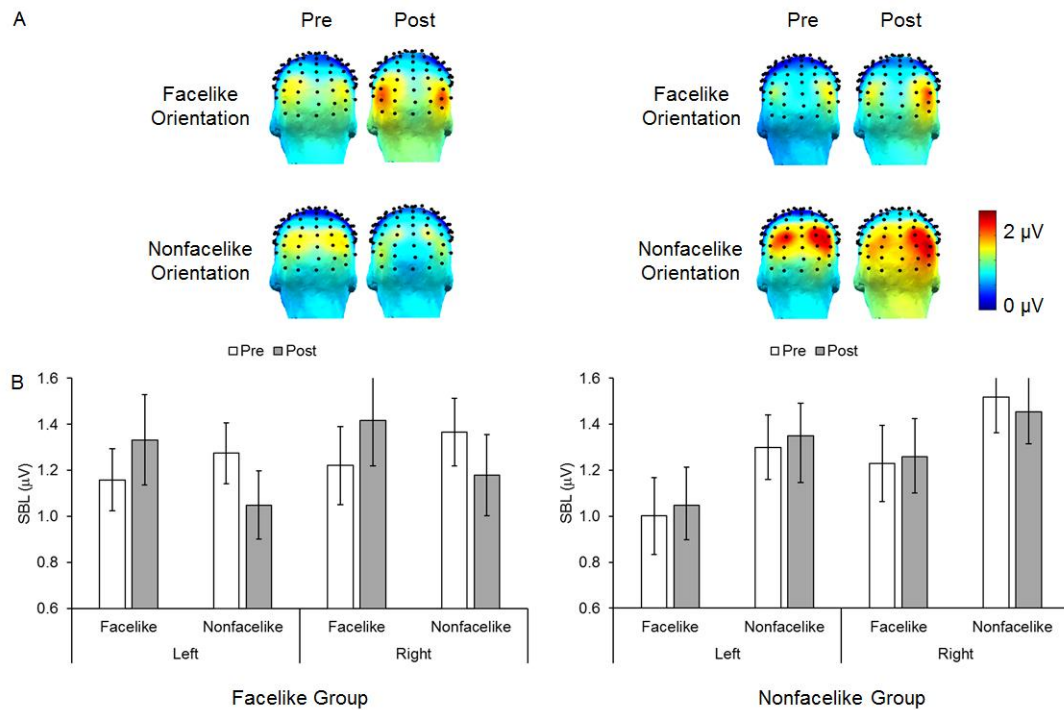 A
Pre Post
Facelike
Orientation
Nonfacelike
Orientation
Pre Post
Facelike
Orientation
Nonfacelike
Orientation
2 µV
0 µV
B
Pre Post
1.6
1.4
1.2
1.0
0.8
0.6
SBL (µV)
Facelike Nonfacelike Facelike Nonfacelike
Left Right
Facelike Group
Pre Post
1.6
1.4
1.2
1.0
0.8
0.6
SBL (µV)
Facelike Nonfacelike Facelike Nonfacelike
Left Right
Nonfacelike Group